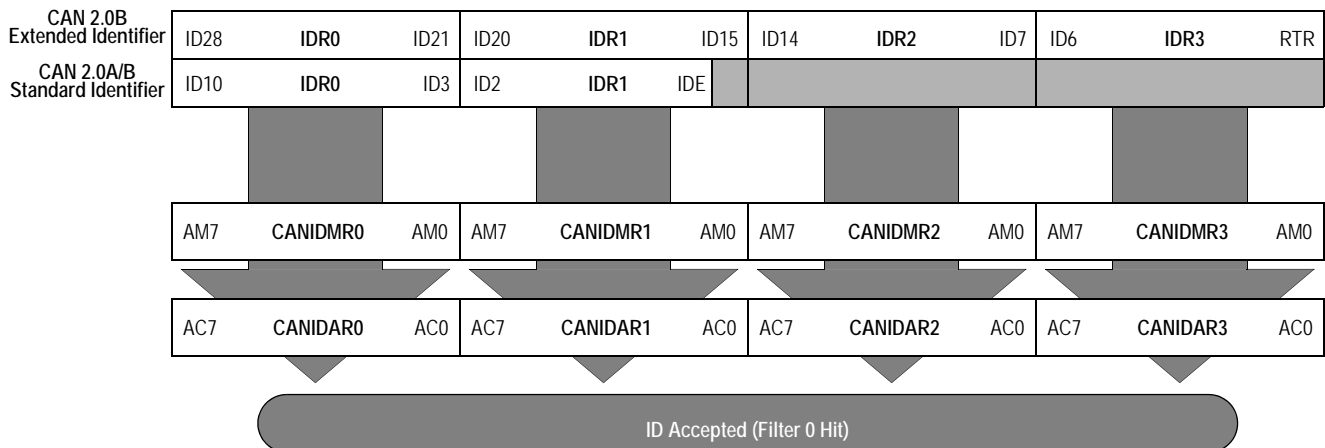 CAN 2.0B
Extended Identifier
ID28 IDR0 ID21 ID20 IDR1 ID15 ID14 IDR2 ID7 ID6 IDR3 RTR
CAN 2.0A/B
Standard Identifier
ID10 IDR0 ID3 ID2 IDR1 IDE
AM7 CANIDMR0 AM0 AM7 CANIDMR1 AM0 AM7 CANIDMR2 AM0 AM7 CANIDMR3 AM0
AC7 CANIDAR0 AC0 AC7 CANIDAR1 AC0 AC7 CANIDAR2 AC0 AC7 CANIDAR3 AC0
ID Accepted (Filter 0 Hit)